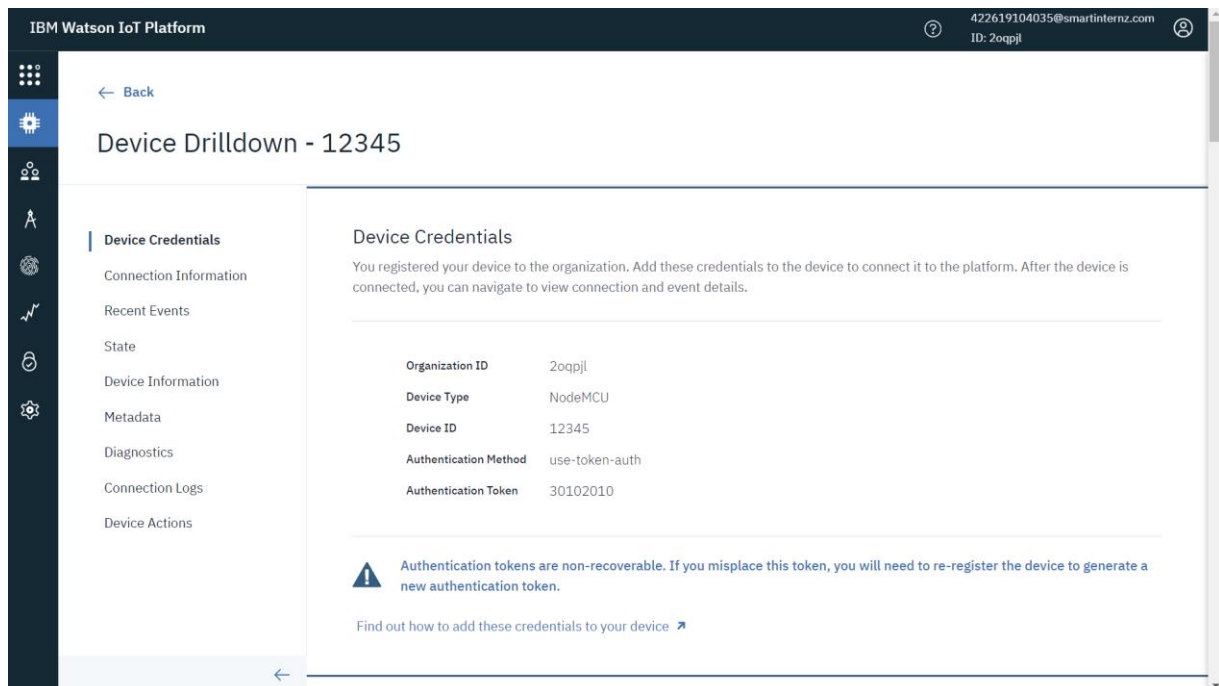 IBM Watson IoT Platform
422619104035@smartinternz.com
ID: 2oqpjl
Back
Device Drilldown - 12345
Device Credentials
Connection Information
Recent Events
State
Device Information
Metadata
Diagnostics
Connection Logs
Device Actions
Device Credentials
You registered your device to the organization. Add these credentials to the device to connect it to the platform. After the device is
connected, you can navigate to view connection and event details.
Organization ID 2oqpjl
Device Type NodeMCU
Device ID 12345
Authentication Method use-token-auth
Authentication Token 30102010
Authentication tokens are non-recoverable. If you misplace this token, you will need to re-register the device to generate a
new authentication token.
Find out how to add these credentials to your device